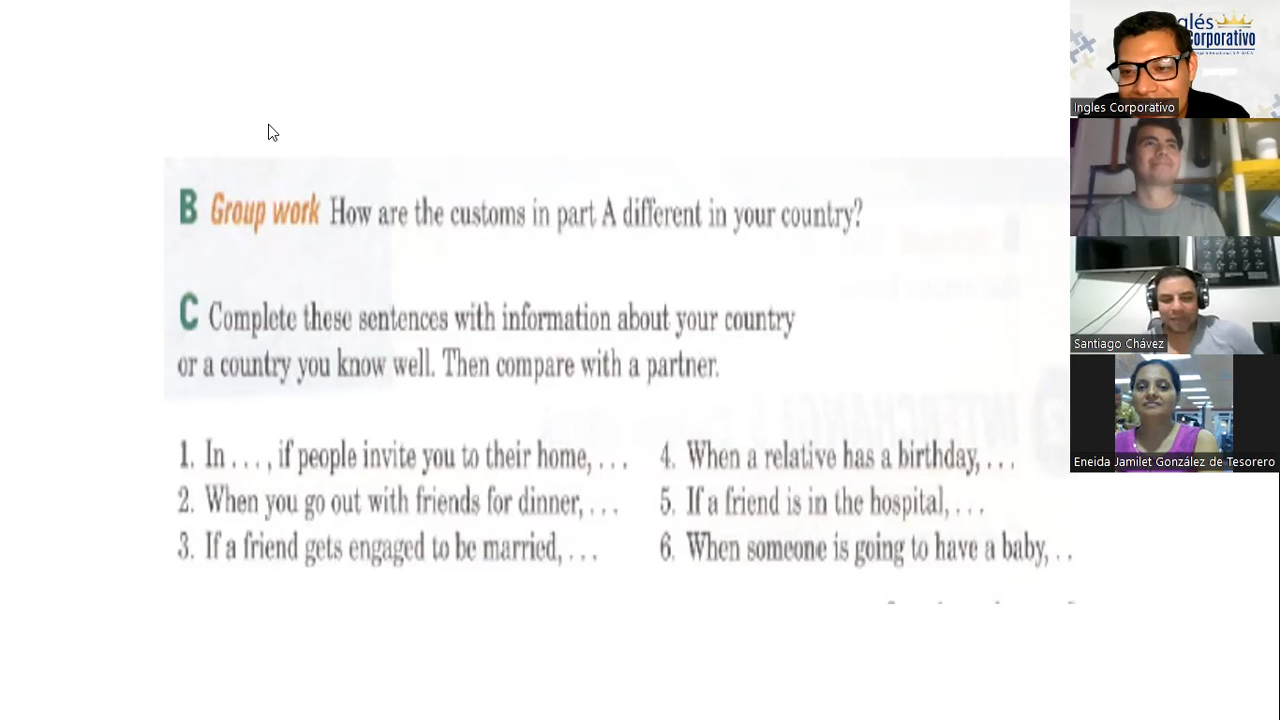 B Group work How are the customs in part A different in your country?
C Complete these sentences with information about your country
or a country you know well. Then compare with a partner.
1. In . . . , if people invite you to their home, . . .
2. When you go out with friends for dinner, . . .
3. If a friend gets engaged to be married, . . .
4. When a relative has a birthday, . . .
5. If a friend is in the hospital, . . .
6. When someone is going to have a baby, . .
glés
Corporativo
Ingles Corporativo
Santiago Chávez
Eneida Jamilet González de Tesorero